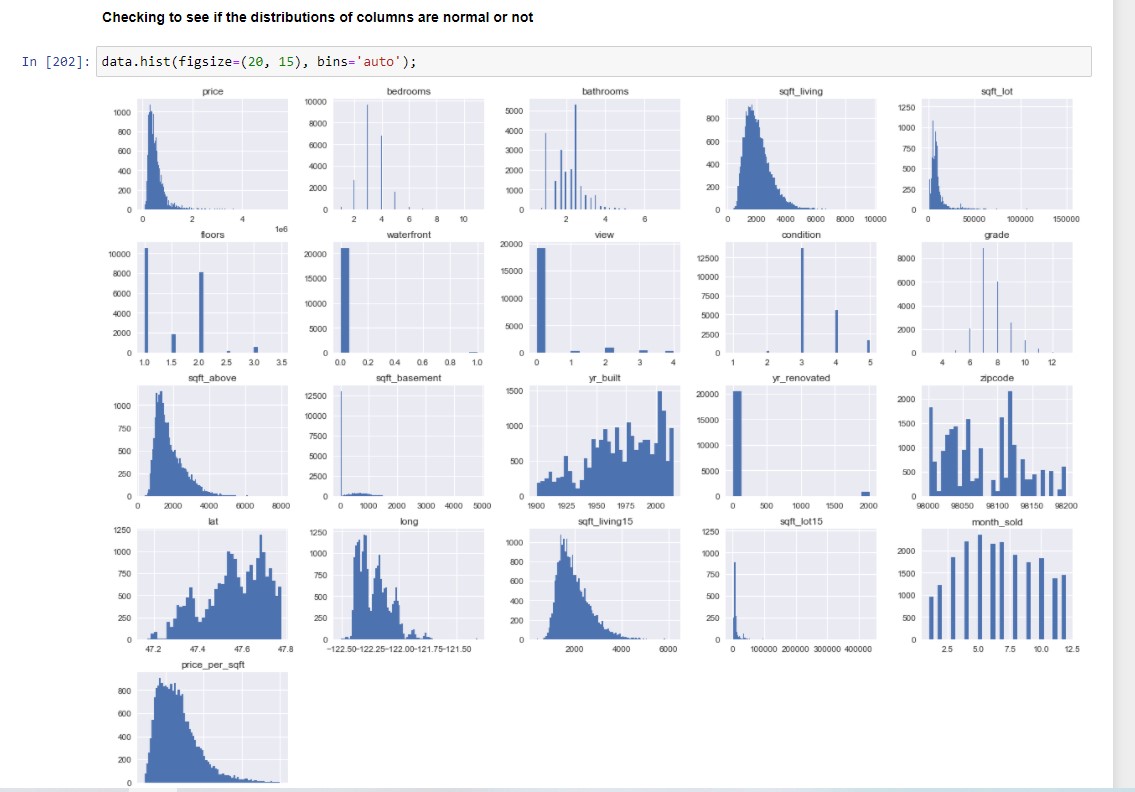 Checking to see if the distributions of columns are normal or not
In [202]: data.hist(figsize=(20, 15), bins='auto');
price bedrooms bathrooms sqft_living sqft_lot
1000 800 600 400 200 0
0 2 4
1e6
10000 8000 6000 4000 2000 0
2 4 6 8 10
5000 4000 3000 2000 1000 0
2 4 6
800 600 400 200 0
0 2000 4000 6000 8000 10000
1250 1000 750 500 250 0
0 50000 100000 150000
floors waterfront view condition grade
10000 8000 6000 4000 2000 0
1.0 1.5 2.0 2.5 3.0 3.5
20000 15000 10000 5000 0
0.0 0.2 0.4 0.6 0.8 1.0
20000 15000 10000 5000 0
0 1 2 3 4
12500 10000 7500 5000 2500 0
1 2 3 4 5
8000 6000 4000 2000 0
4 6 8 10 12
sqft_above sqft_basement yr_built yr_renovated zipcode
1000 750 500 250 0
0 2000 4000 6000 8000
12500 10000 7500 5000 2500 0
0 1000 2000 3000 4000 5000
1500 1000 500 0
1900 1925 1950 1975 2000
20000 15000 10000 5000 0
0 500 1000 1500 2000
2000 1500 1000 500 0
98000 98050 98100 98150 98200
lat long sqft_living15 sqft_lot15 month_sold
1250 1000 750 500 250 0
47.2 47.4 47.6 47.8
1250 1000 750 500 250 0
−122.50−122.25−122.00−121.75−121.50
1000 800 600 400 200 0
2000 4000 6000
1250 1000 750 500 250 0
0 100000 200000 300000 400000
2000 1500 1000 500 0
2.5 5.0 7.5 10.0 12.5
price_per_sqft
800 600 400 200 0